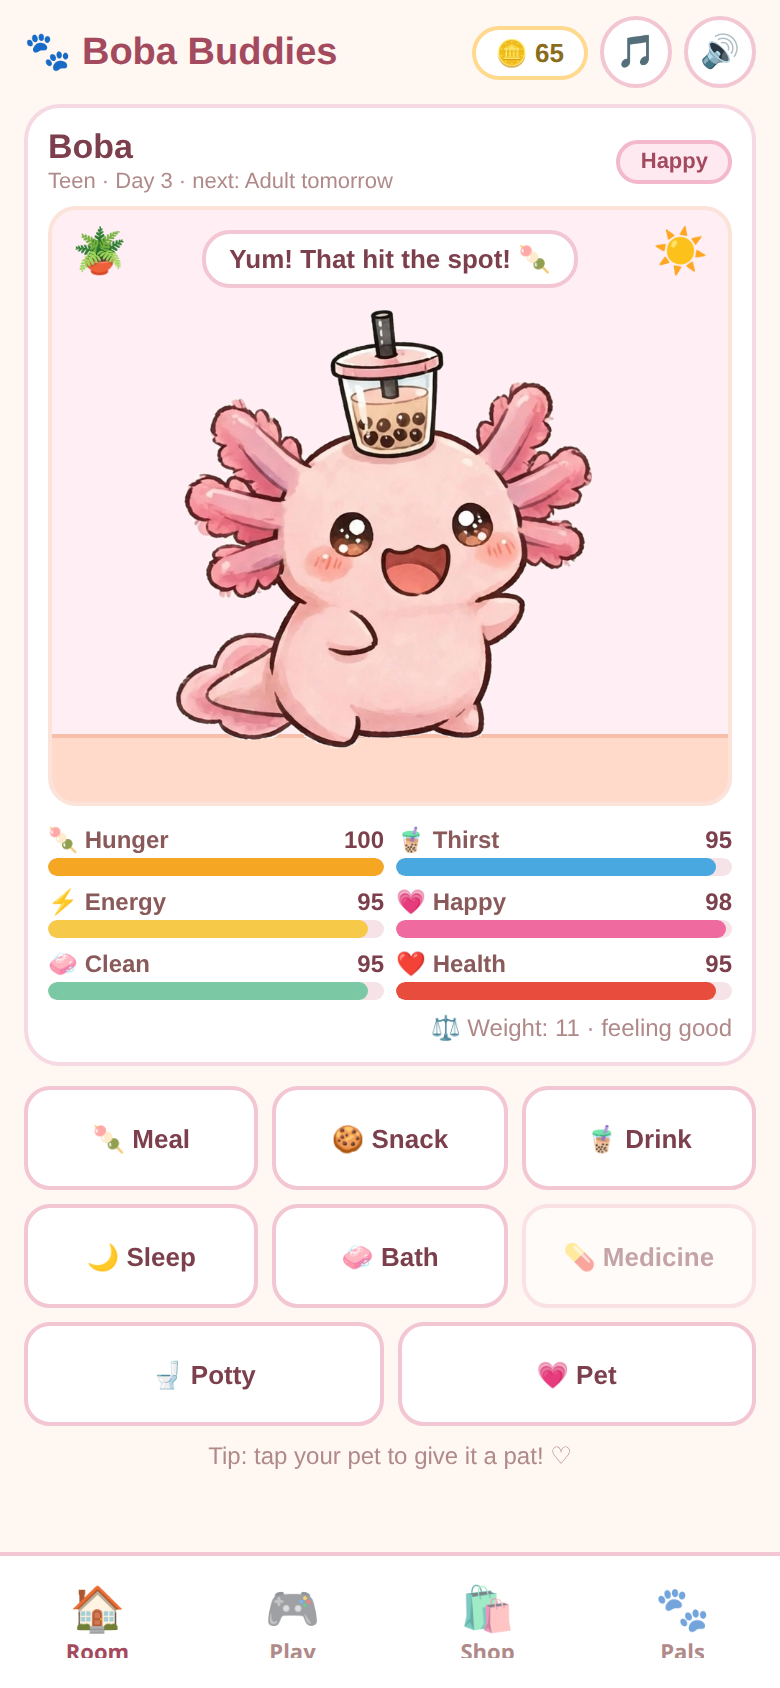 Boba Buddies
65
Boba
Teen · Day 3 · next: Adult tomorrow
Happy
Yum! That hit the spot! 🍡
Hunger 100
Thirst 95
Energy 95
Happy 98
Clean 95
Health 95
Weight: 11 · feeling good
Meal
Snack
Drink
Sleep
Bath
Medicine
Potty
Pet
Tip: tap your pet to give it a pat! ♡
Room
Play
Shop
Pals